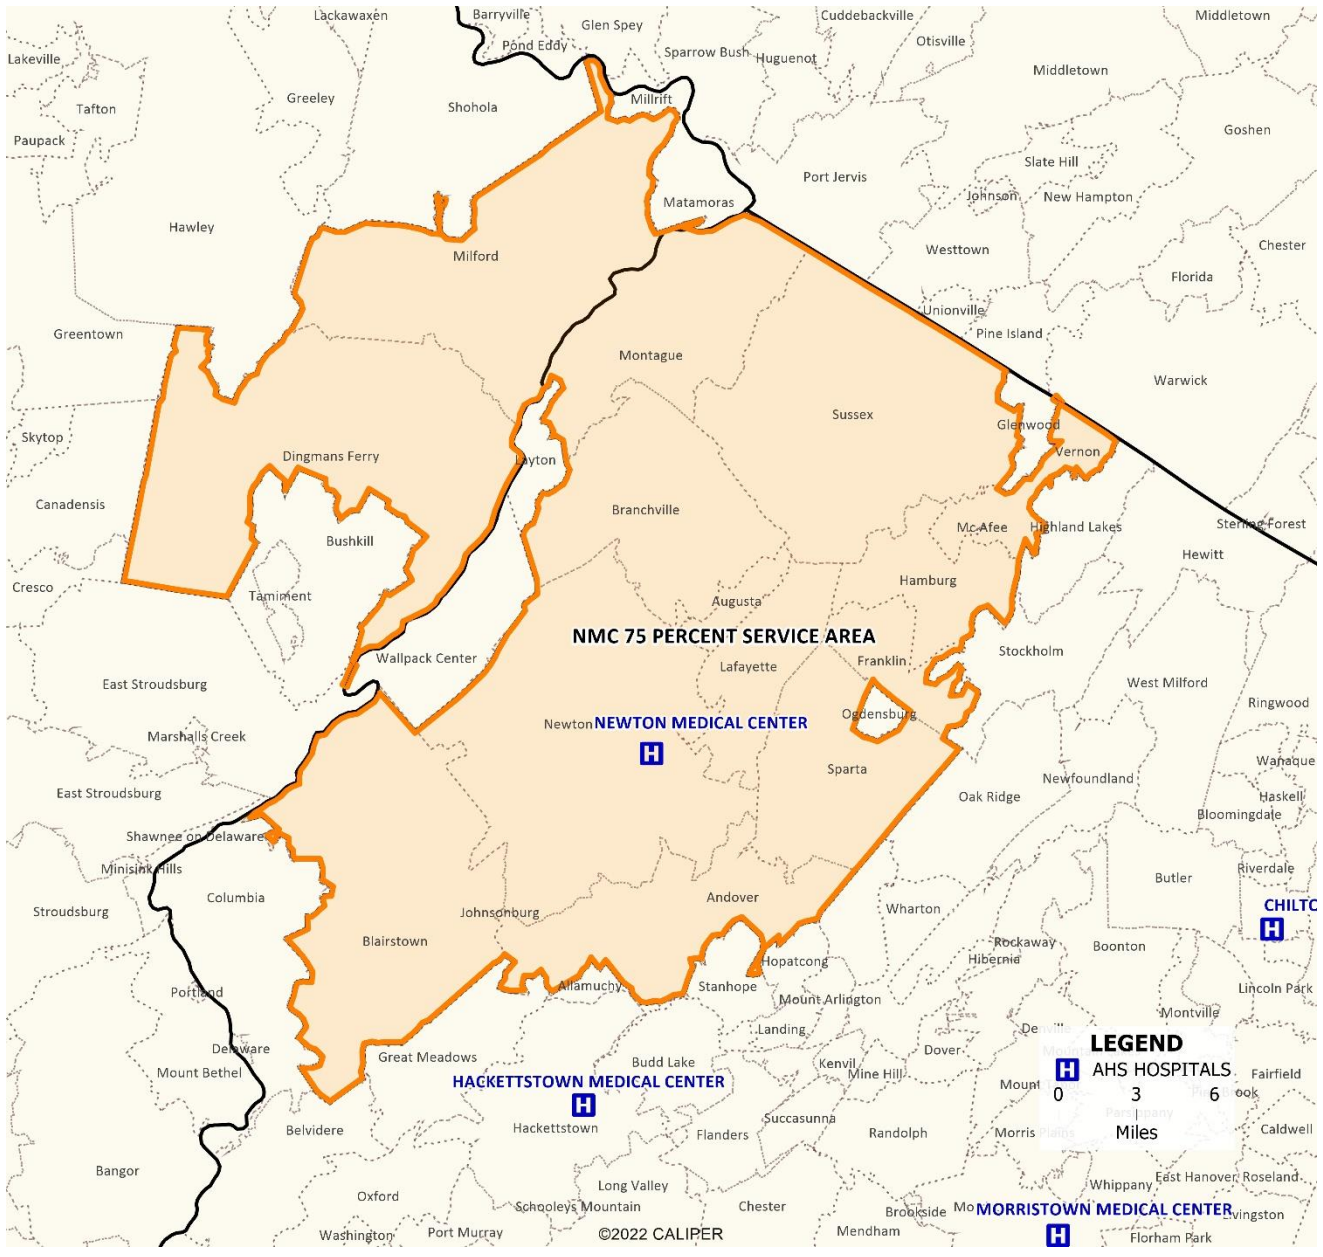 Lackawaxen
Barryville
Glen Spey
Cuddebackville
Middletown
Lakeville
Pond Eddy
Sparrow Bush
Huguenot
Otisville
Middletown
Tafton
Greeley
Shohola
Millrift
Goshen
Paupack
Slate Hill
Port Jervis
Johnson
New Hampton
Matamoras
Hawley
Westtown
Chester
Milford
Florida
Unionville
Greentown
Pine Island
Montague
Warwick
Skytop
Sussex
Glenwood
Dingmans Ferry
Layton
Vernon
Canadensis
Branchville
Mc Afee
Highland Lakes
Sterling Forest
Bushkill
Hewitt
Cresco
Tamiment
Hamburg
Augusta
NMC 75 PERCENT SERVICE AREA
Wallpack Center
Lafayette
Franklin
Stockholm
East Stroudsburg
West Milford
Ringwood
Newton
NEWTON MEDICAL CENTER
Ogdensburg
Marshalls Creek
H
Sparta
Wanaque
Newfoundland
East Stroudsburg
Oak Ridge
Haskell
Bloomingdale
Shawnee on Delaware
Minisink Hills
Riverdale
Butler
Columbia
Andover
Stroudsburg
Johnsonburg
Wharton
CHILTO
H
Blairstown
Rockaway
Boonton
Hibernia
Hopatcong
Portland
Allamuchy
Stanhope
Lincoln Park
Mount Arlington
Montville
Landing
Denville
Delaware
Great Meadows
Dover
LEGEND
Mount Bethel
Budd Lake
Kenvil
Mine Hill
H AHS HOSPITALS
Fairfield
HACKETTSTOWN MEDICAL CENTER
H
0 3 6
Brook
Succasunna
Parsippany
Belvidere
Hackettstown
Flanders
Randolph
Morris Plains
Miles
Caldwell
Bangor
Long Valley
Whippany
East Hanover
Roseland
Oxford
Schooleys Mountain
Chester
Brookside
Mo
MORRISTOWN MEDICAL CENTER
Livingston
Washington
Port Murray
©2022 CALIPER
Mendham
H
Florham Park